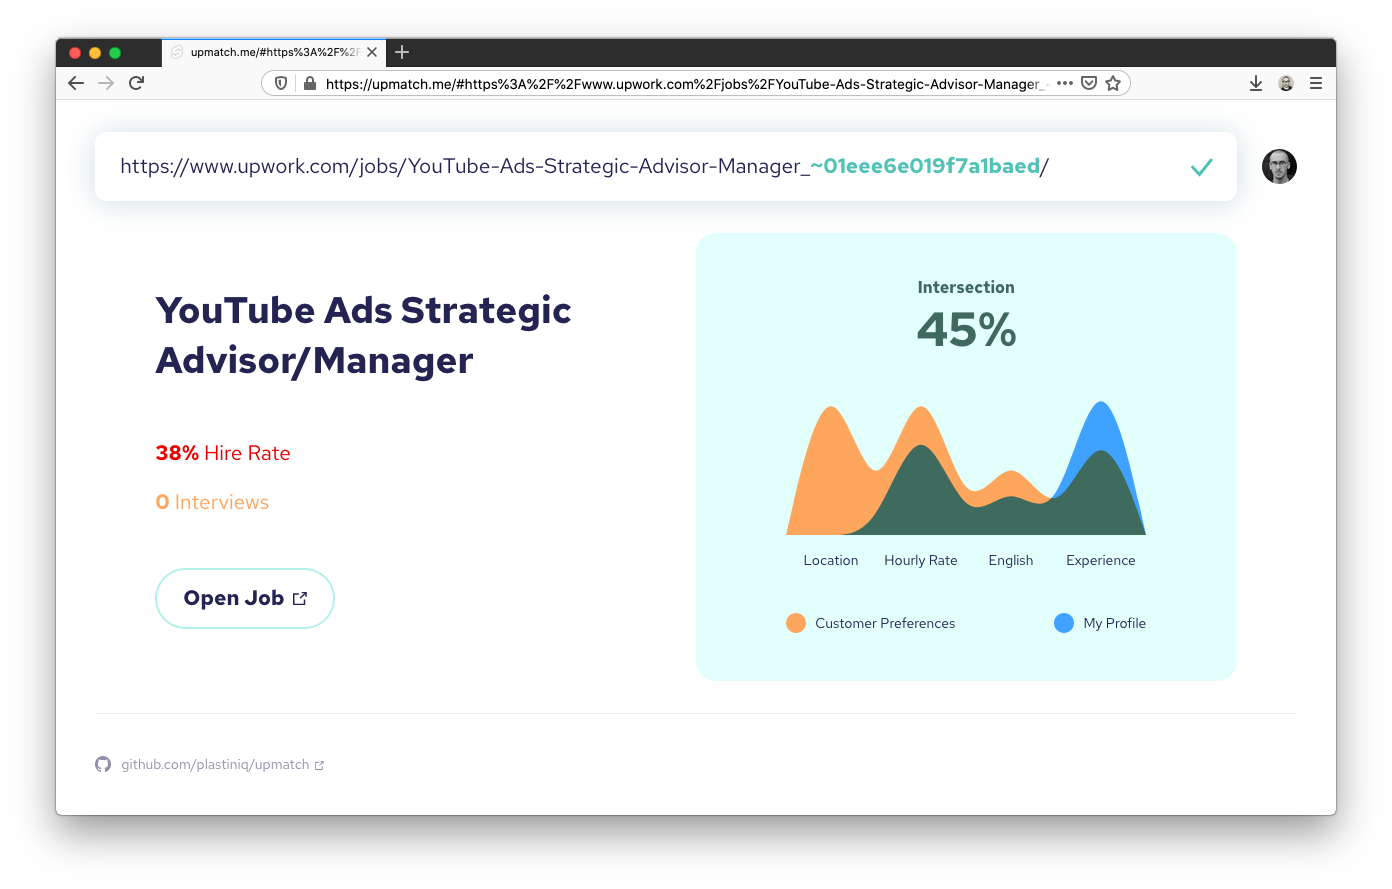 upmatch.me/#https%3A%2F%2F
https://upmatch.me/#https%3A%2F%2Fwww.upwork.com%2Fjobs%2FYouTube-Ads-Strategic-Advisor-Manager_
https://www.upwork.com/jobs/YouTube-Ads-Strategic-Advisor-Manager_~01eee6e019f7a1baed/
YouTube Ads Strategic
Advisor/Manager
38% Hire Rate
0 Interviews
Open Job
Intersection
45%
Location Hourly Rate English Experience
Customer Preferences My Profile
github.com/plastiniq/upmatch